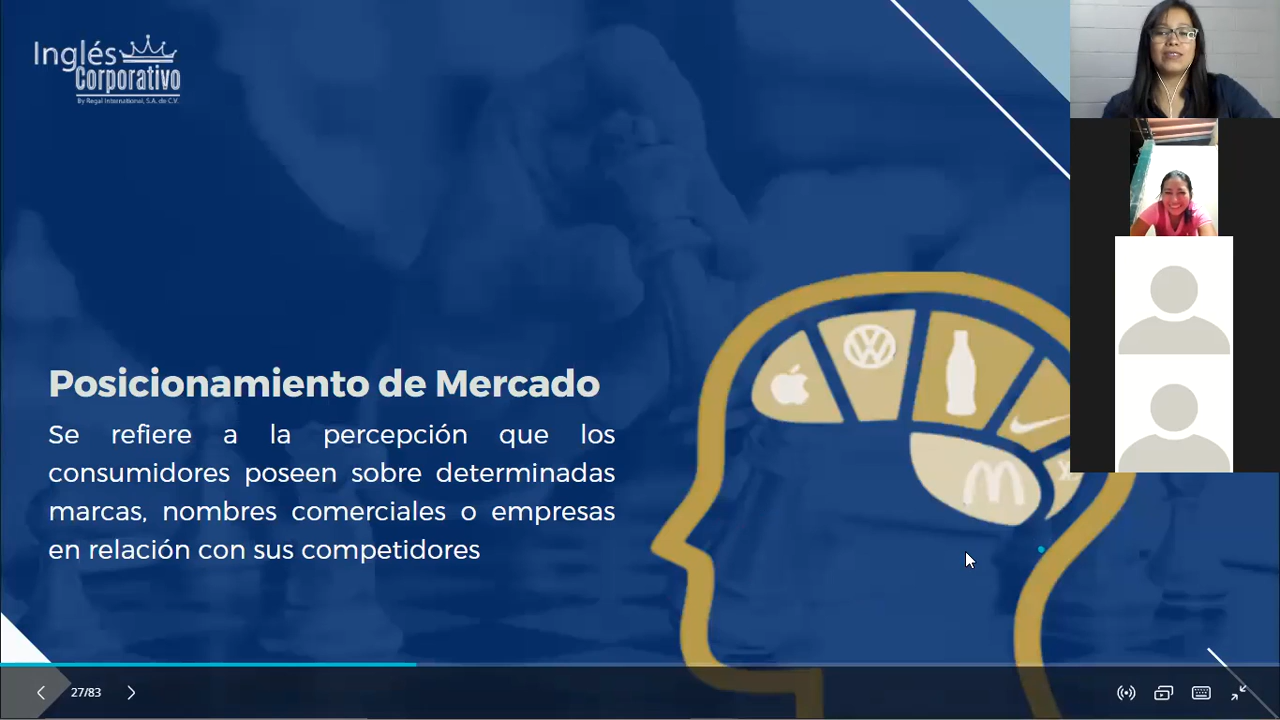 Inglés
Corporativo
By Regal International, S.A. de C.V.
Posicionamiento de Mercado
Se refiere a la percepción que los
consumidores poseen sobre determinadas
marcas, nombres comerciales o empresas
en relación con sus competidores
27/83